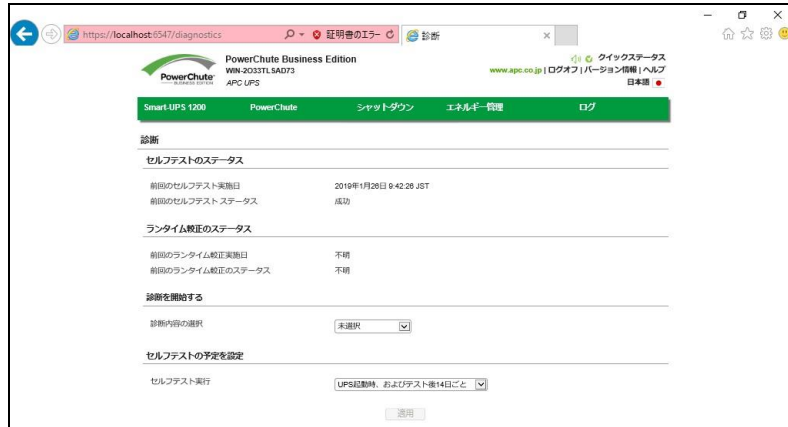 https://localhost:6547/diagnostics
証明書のエラー
診断
PowerChute
BUSINESS EDITION
PowerChute Business Edition
WIN-2O33TL5AD73
APC UPS
クイックステータス
www.apc.co.jp | ログオフ | バージョン情報 | ヘルプ
日本語
Smart-UPS 1200 PowerChute シャットダウン エネルギー管理 ログ
診断
セルフテストのステータス
前回のセルフテスト実施日 2019年1月26日 9:42:26 JST
前回のセルフテスト ステータス 成功
ランタイム較正のステータス
前回のランタイム較正実施日 不明
前回のランタイム較正のステータス 不明
診断を開始する
診断内容の選択 未選択
セルフテストの予定を設定
セルフテスト実行 UPS起動時、およびテスト後14日ごと
適用